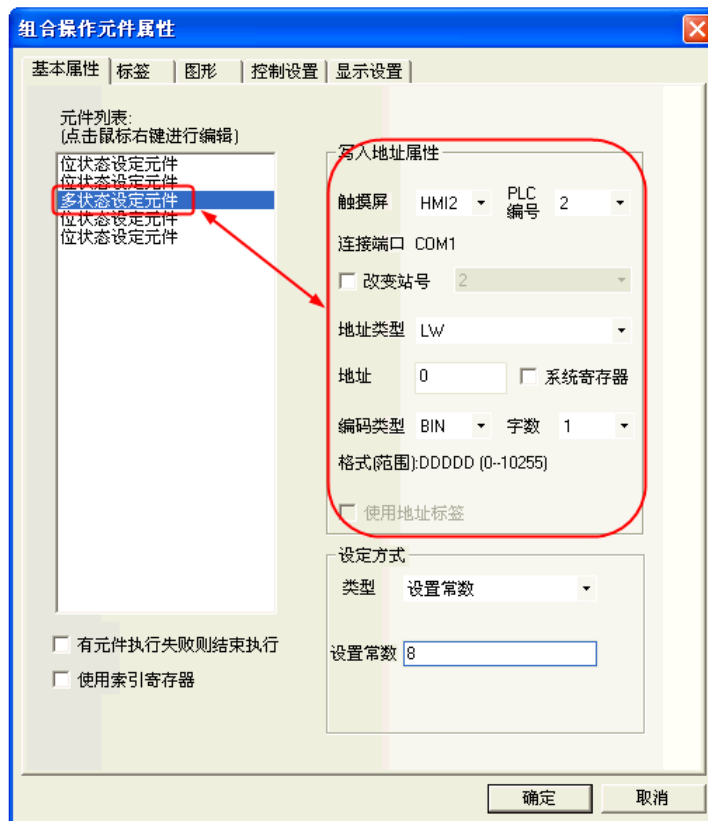 组合操作元件属性
基本属性 标签 图形 控制设置 显示设置
元件列表:
(点击鼠标右键进行编辑)
位状态设定元件
位状态设定元件
多状态设定元件
位状态设定元件
位状态设定元件
有元件执行失败则结束执行
使用索引寄存器
写入地址属性
触摸屏 HMI2 PLC编号 2
连接端口 COM1
改变站号 2
地址类型 LW
地址 0 系统寄存器
编码类型 BIN 字数 1
格式(范围):DDDDD (0--10255)
使用地址标签
设定方式
类型 设置常数
设置常数 8
确定 取消